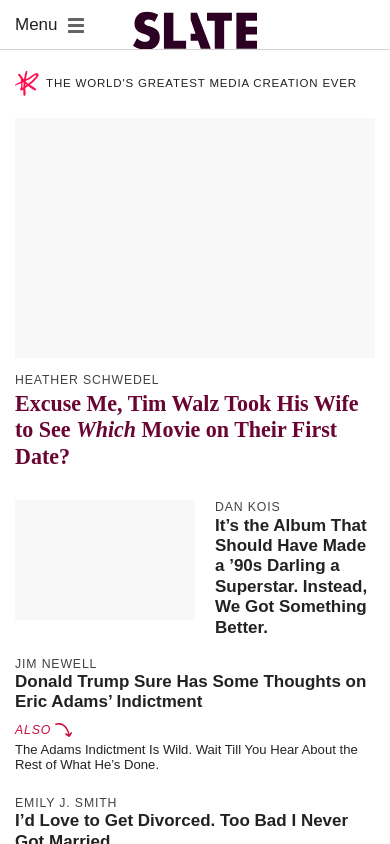 Menu
SLATE
THE WORLD'S GREATEST MEDIA CREATION EVER
HEATHER SCHWEDEL
Excuse Me, Tim Walz Took His Wife
to See Which Movie on Their First
Date?
DAN KOIS
It’s the Album That
Should Have Made
a ’90s Darling a
Superstar. Instead,
We Got Something
Better.
JIM NEWELL
Donald Trump Sure Has Some Thoughts on
Eric Adams’ Indictment
ALSO
The Adams Indictment Is Wild. Wait Till You Hear About the
Rest of What He’s Done.
EMILY J. SMITH
I’d Love to Get Divorced. Too Bad I Never
Got Married